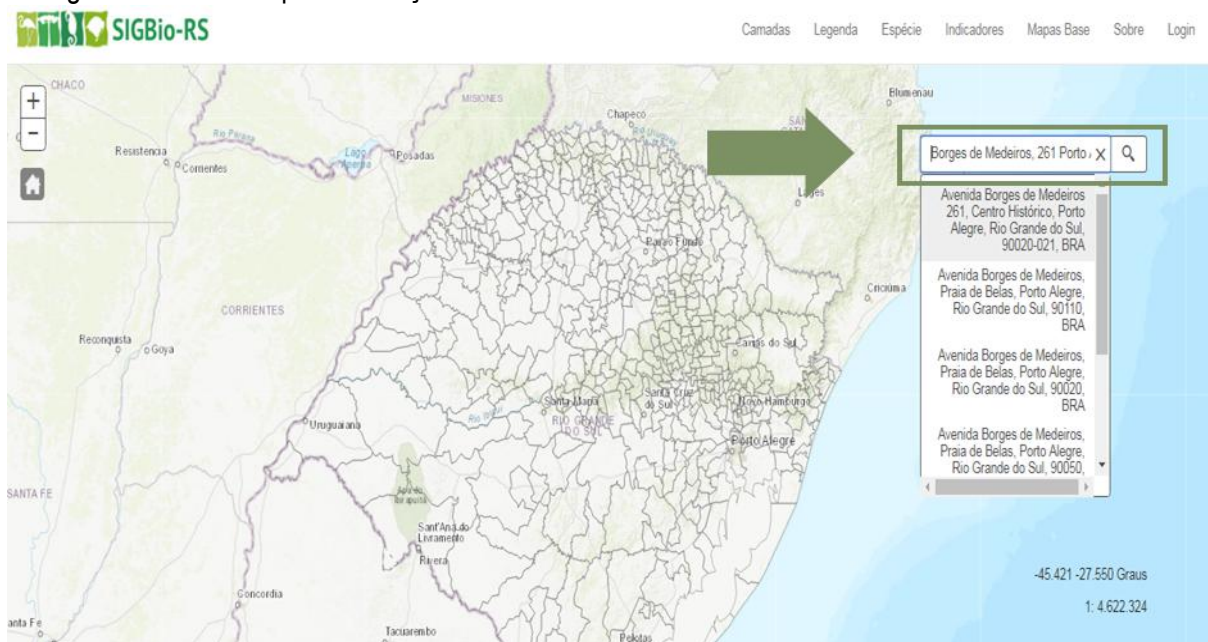 SIGBio-RS
Camadas Legenda Espécie Indicadores Mapas Base Sobre Login
CHACO
MISIONES
Blumenau
+
-
Chapecó
Resistencia
Corrientes
Rio Parana
Lago
Posadas
Borges de Medeiros, 261 Porto
Avenida Borges de Medeiros
261, Centro Histórico, Porto
Alegre, Rio Grande do Sul,
90020-021, BRA
Avenida Borges de Medeiros,
Praia de Belas, Porto Alegre,
Rio Grande do Sul, 90110,
BRA
Avenida Borges de Medeiros,
Praia de Belas, Porto Alegre,
Rio Grande do Sul, 90020,
BRA
Avenida Borges de Medeiros,
Praia de Belas, Porto Alegre,
Rio Grande do Sul, 90050,
Lages
Passo Fundo
Criciúma
CORRIENTES
Reconquista
Goya
Caxias do Sul
Santa Maria
Santa Cruz
do Sul
Novo Hamburgo
RIO GRANDE
DO SUL
Uruguaiana
Porto Alegre
SANTA FE
Sant'Ana do
Livramento
Rivera
Concordia
-45.421 -27.550 Graus
1: 4.622.324
anta Fe
Tacuarembo
Pelotas